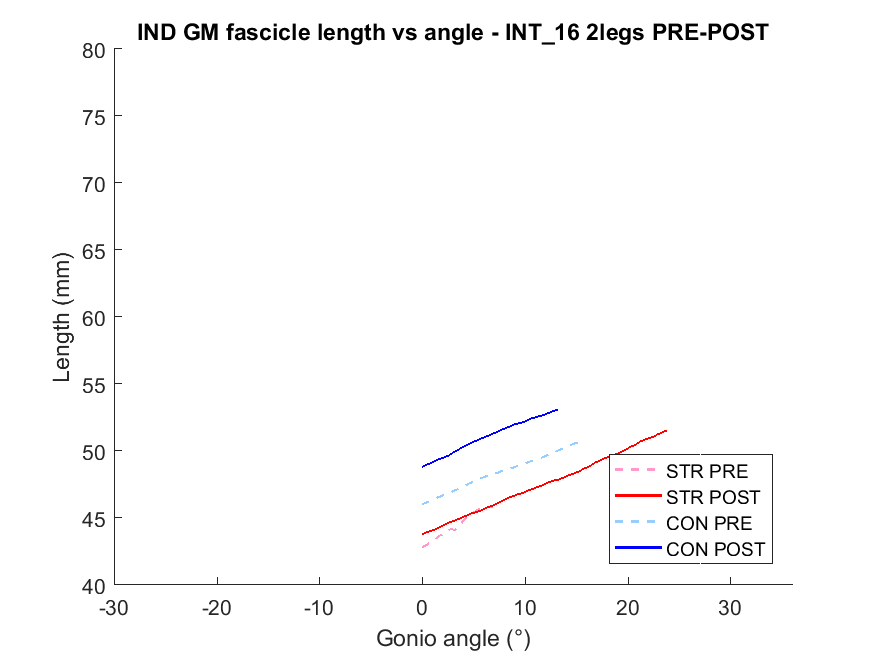 IND GM fascicle length vs angle - INT_16 2legs PRE-POST
80
75
70
65
60
55
50
45
40
Length (mm)
-30
-20
-10
0
10
20
30
Gonio angle (°)
STR PRE
STR POST
CON PRE
CON POST